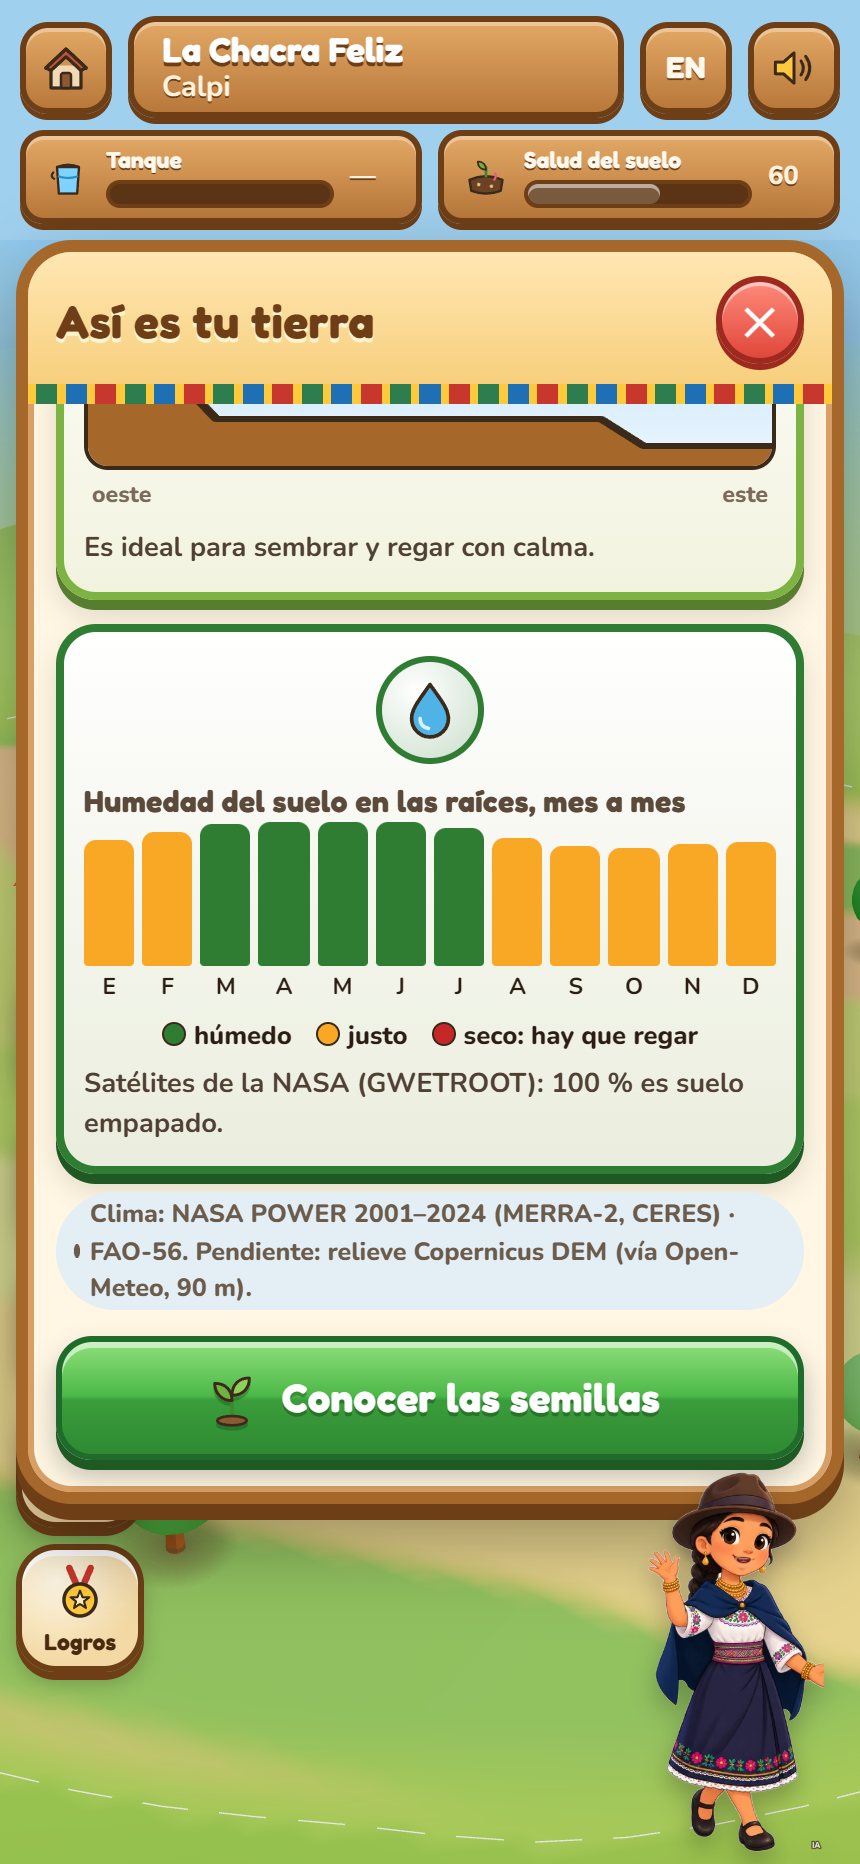 La Chacra Feliz
Calpi
EN
Tanque
—
Salud del suelo
60
Así es tu tierra
oeste
este
Es ideal para sembrar y regar con calma.
Humedad del suelo en las raíces, mes a mes
E F M A M J J A S O N D
húmedo justo seco: hay que regar
Satélites de la NASA (GWETROOT): 100 % es suelo
empapado.
Clima: NASA POWER 2001–2024 (MERRA-2, CERES) ·
FAO-56. Pendiente: relieve Copernicus DEM (vía Open-
Meteo, 90 m).
Conocer las semillas
Logros
IA